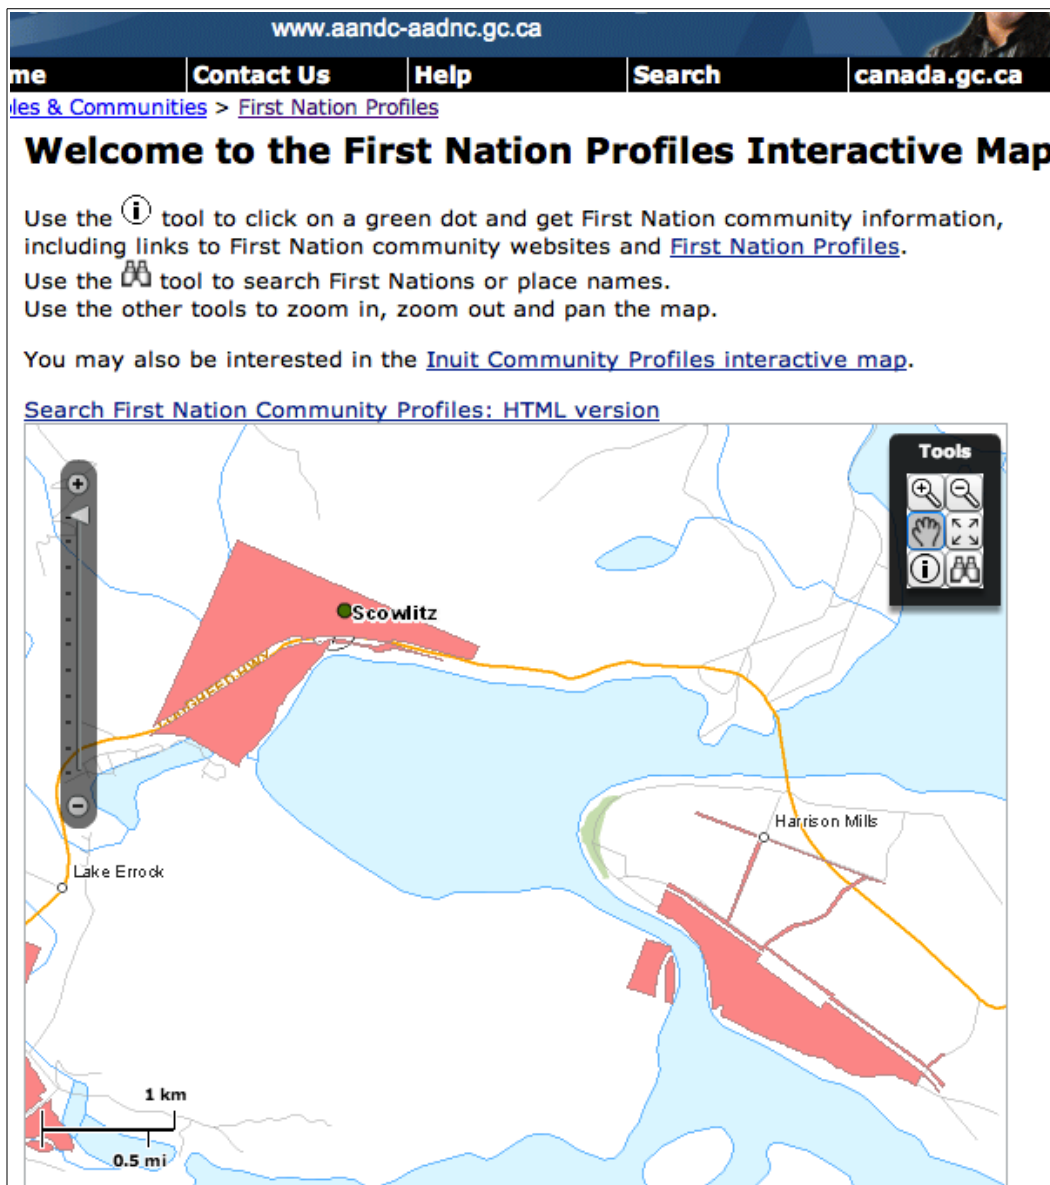 www.aandc-aadnc.gc.ca
me Contact Us Help Search canada.gc.ca
les & Communities > First Nation Profiles
Welcome to the First Nation Profiles Interactive Map
Use the i tool to click on a green dot and get First Nation community information,
including links to First Nation community websites and First Nation Profiles.
Use the tool to search First Nations or place names.
Use the other tools to zoom in, zoom out and pan the map.
You may also be interested in the Inuit Community Profiles interactive map.
Search First Nation Community Profiles: HTML version
Tools
Scowlitz
LOUGHEED HWY
Harrison Mills
Lake Errock
1 km
0.5 mi